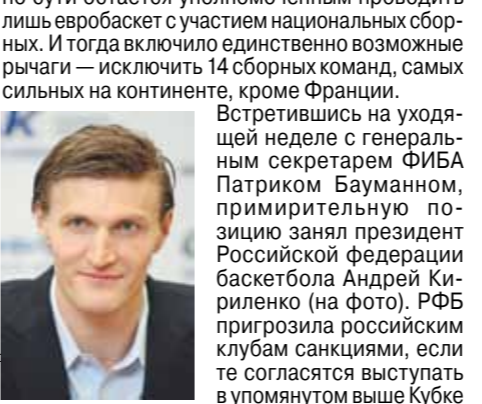 по сути остается уполномоченным проводить
лишь евробаскет с участием национальных сбор-
ных. И тогда включило единственно возможные
рычаги — исключить 14 сборных команд, самых
сильных на континенте, кроме Франции.
Встретившись на уходя-
щей неделе с генераль-
ным секретарем ФИБА
Патриком Бауманном,
примирительную по-
зицию занял президент
Российской федерации
баскетбола Андрей Ки-
риленко (на фото). РФБ
пригрозила российским
клубам санкциями, если
те согласятся выступать
в упомянутом выше Кубке